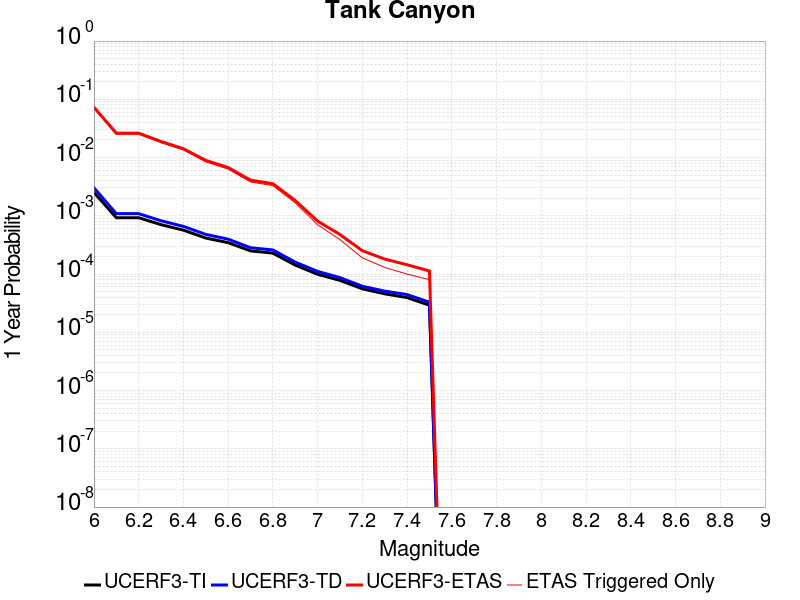 Tank Canyon
10^0
10^-1
10^-2
10^-3
10^-4
10^-5
10^-6
10^-7
10^-8
1 Year Probability
6 6.2 6.4 6.6 6.8 7 7.2 7.4 7.6 7.8 8 8.2 8.4 8.6 8.8 9
Magnitude
UCERF3-TI UCERF3-TD UCERF3-ETAS ETAS Triggered Only